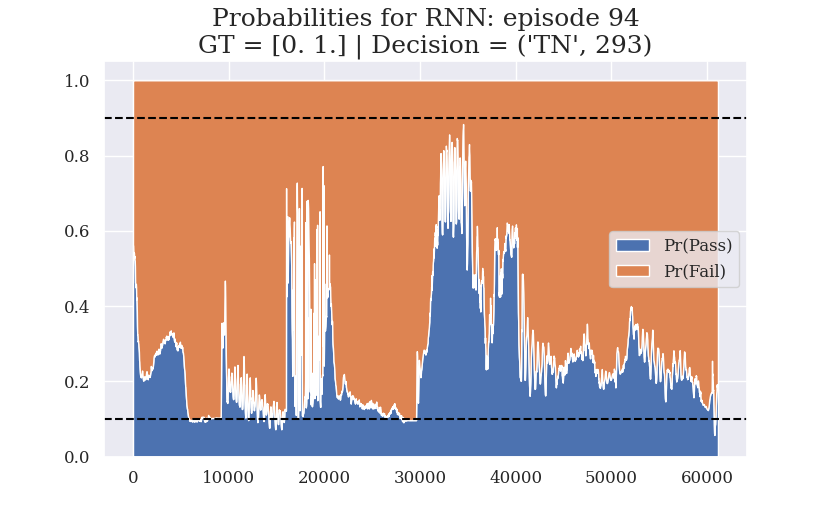 Probabilities for RNN: episode 94
GT = [0. 1.] | Decision = ('TN', 293)
1.0
0.8
0.6
0.4
0.2
0.0
Pr(Pass)
Pr(Fail)
0 10000 20000 30000 40000 50000 60000